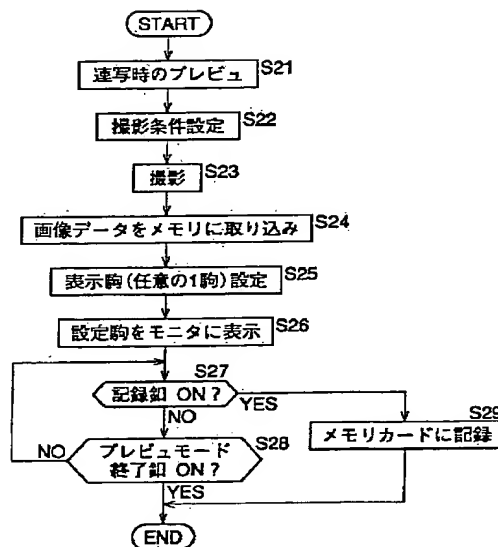 START
連写時のプレビュ S21
撮影条件設定 S22
撮影 S23
画像データをメモリに取り込み S24
表示駒(任意の1駒)設定 S25
設定駒をモニタに表示 S26
S27
記録釦 ON?
YES
NO
S29
メモリカードに記録
S28
プレビュモード
終了釦 ON?
NO
YES
END